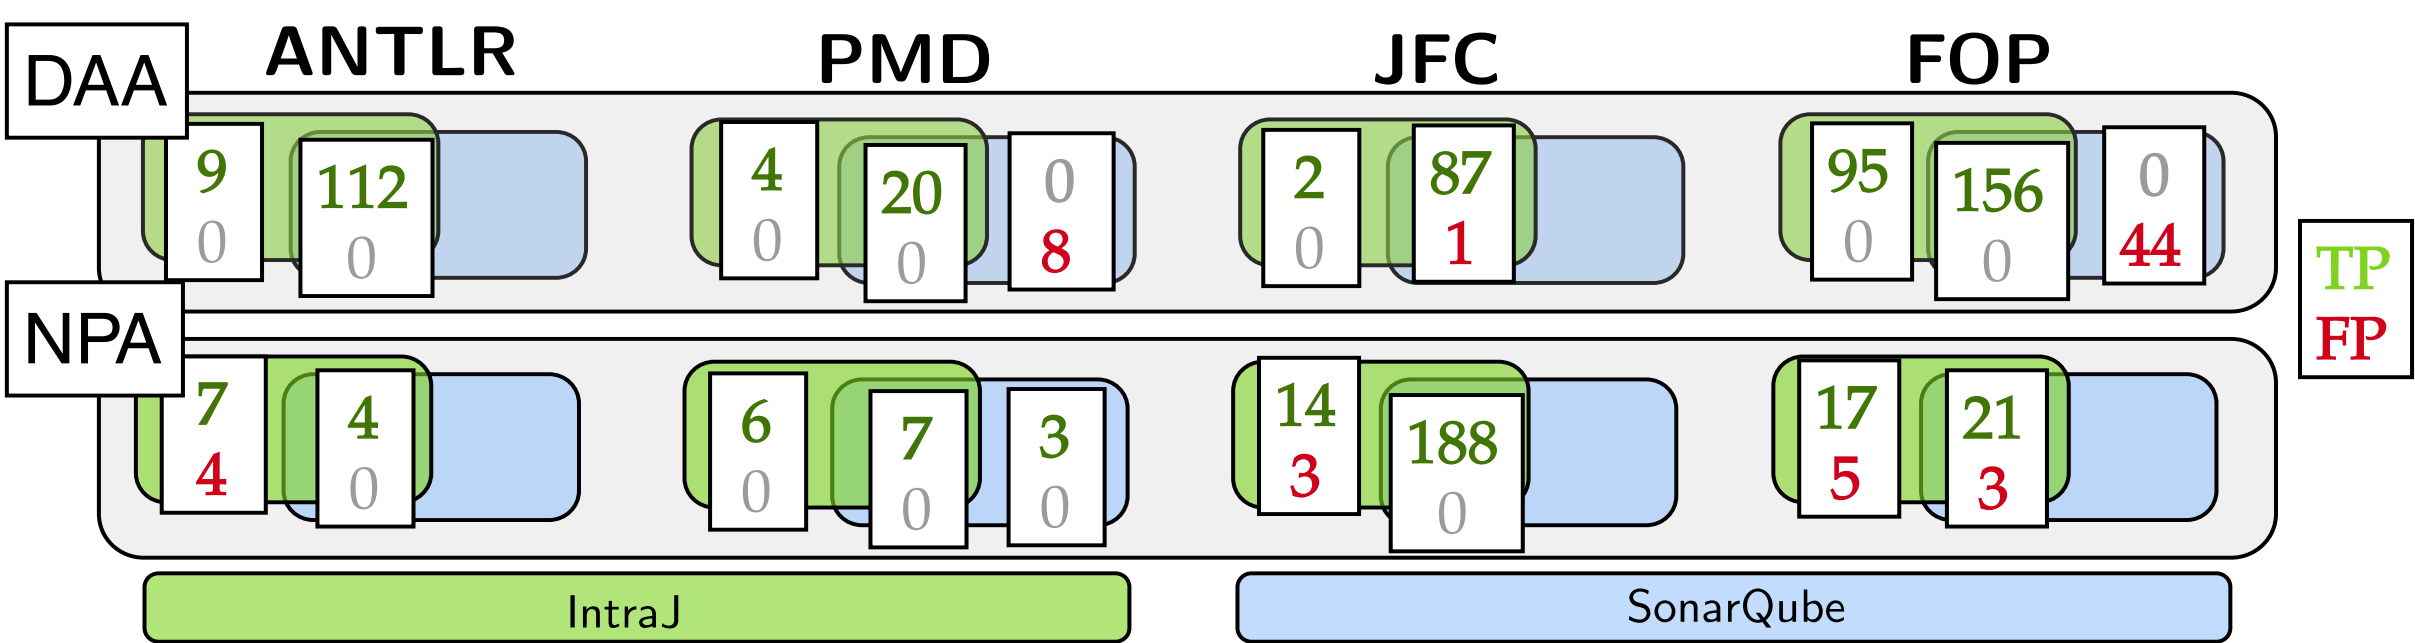 ANTLR PMD JFC FOP
DAA
9 112 4 20 0 2 87 95 156 0
0 0 0 0 8 0 1 0 0 44
TP
FP
NPA
7 4 6 7 3 14 188 17 21
4 0 0 0 0 3 0 5 3
IntraJ SonarQube